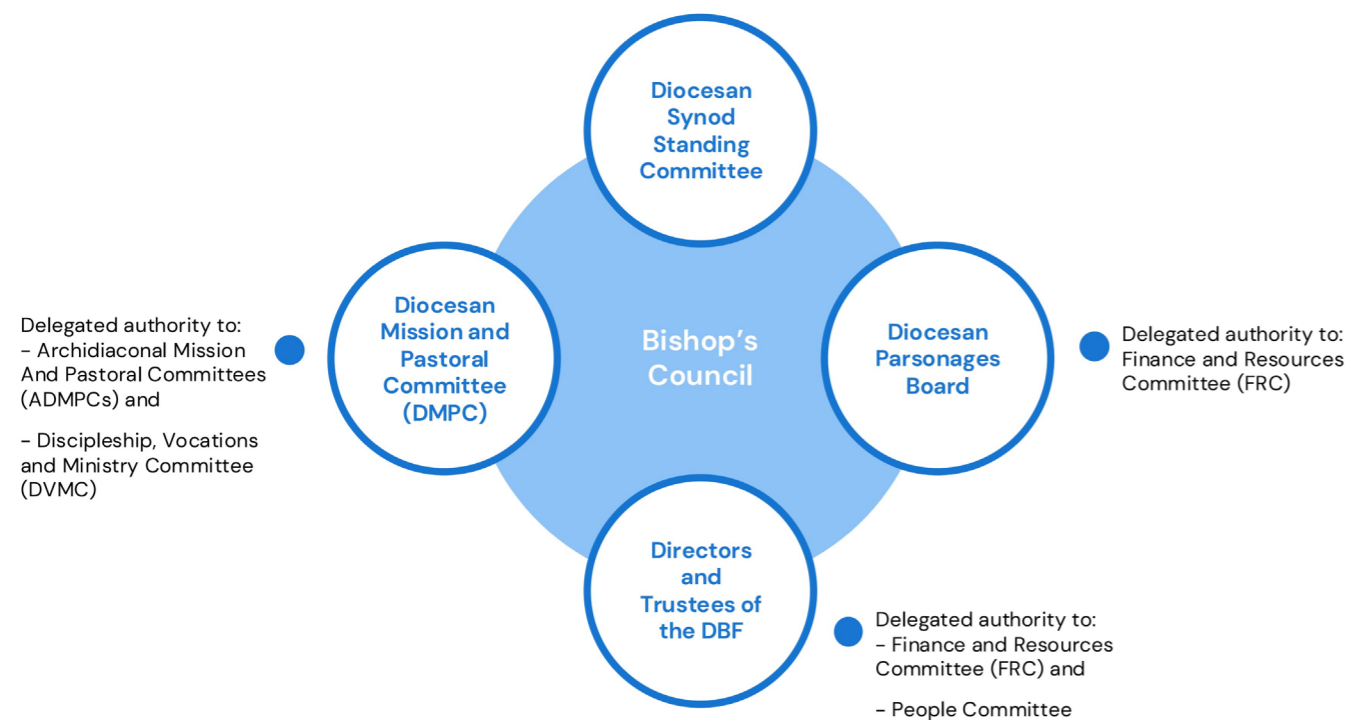 Diocesan
Synod
Standing
Committee
Diocesan
Mission and
Pastoral
Committee
(DMPC)
Bishop's
Council
Diocesan
Parsonages
Board
Directors
and
Trustees of
the DBF
Delegated authority to:
- Archidiaconal Mission
And Pastoral Committees
(ADMPCs) and
- Discipleship, Vocations
and Ministry Committee
(DVMC)
Delegated authority to:
Finance and Resources
Committee (FRC)
Delegated authority to:
- Finance and Resources
Committee (FRC) and
- People Committee